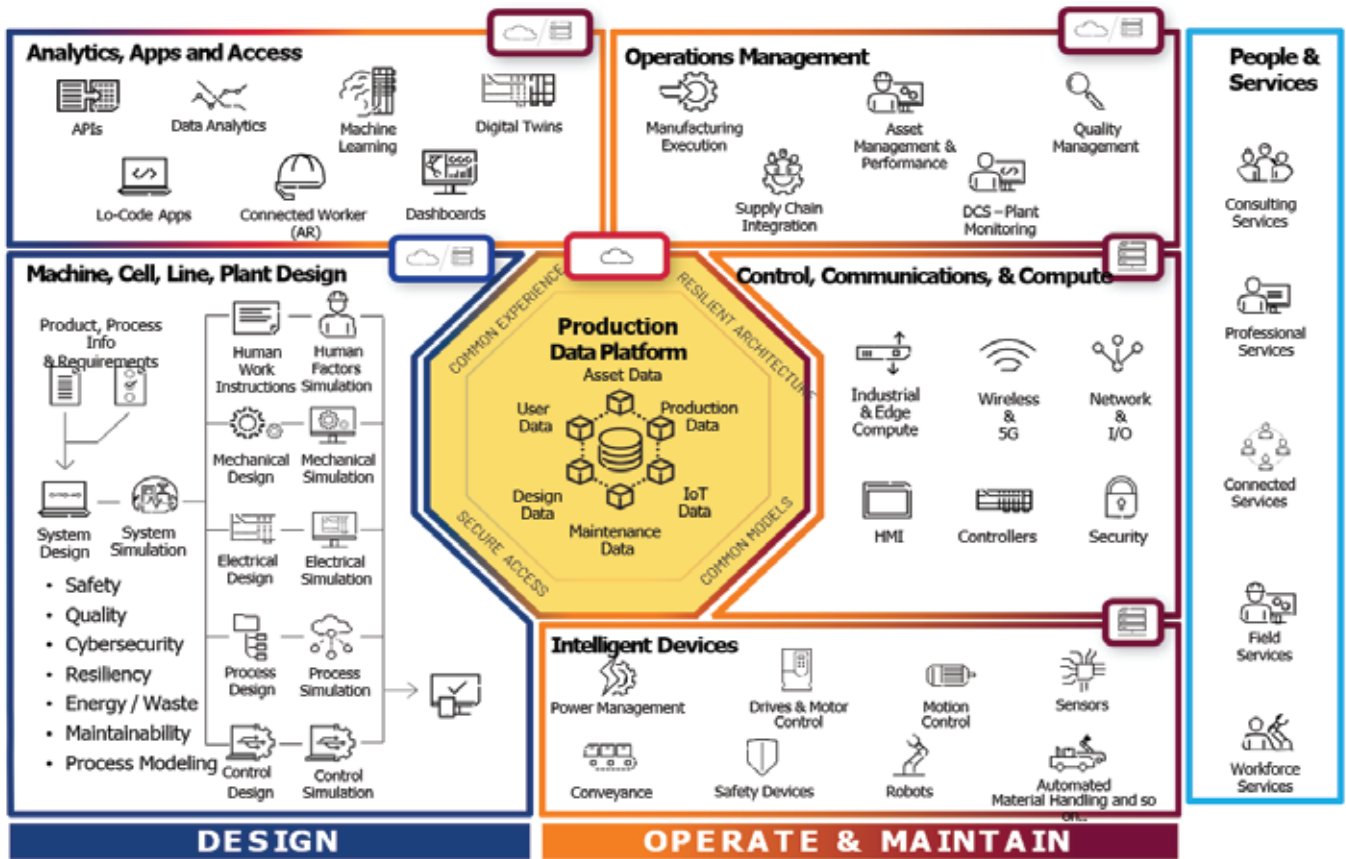 Analytics, Apps and Access
APIs
Data Analytics
Machine
Learning
Digital Twins
Lo-Code Apps
Connected Worker
(AR)
Dashboards
Operations Management
Manufacturing
Execution
Asset
Management &
Performance
Quality
Management
Supply Chain
Integration
DCS – Plant
Monitoring
People &
Services
Consulting
Services
Professional
Services
Connected
Services
Field
Services
Workforce
Services
Machine, Cell, Line, Plant Design
Product, Process
Info
& Requirements
Human
Work
Instructions
Human
Factors
Simulation
Mechanical
Design
Mechanical
Simulation
System
Design
System
Simulation
Electrical
Design
Electrical
Simulation
Process
Design
Process
Simulation
Control
Design
Control
Simulation
• Safety
• Quality
• Cybersecurity
• Resiliency
• Energy / Waste
• Maintainability
• Process Modeling
COMMON EXPERIENCE
RESILIENT ARCHITECTURE
SECURE ACCESS
COMMON MODELS
Production
Data Platform
Asset Data
User
Data
Production
Data
Design
Data
IoT
Data
Maintenance
Data
Control, Communications, & Compute
Industrial
& Edge
Compute
Wireless
&
5G
Network
&
I/O
HMI
Controllers
Security
Intelligent Devices
Power Management
Drives & Motor
Control
Motion
Control
Sensors
Conveyance
Safety Devices
Robots
Automated
Material Handling and so
on...
DESIGN
OPERATE & MAINTAIN